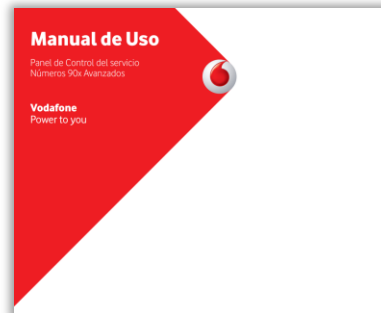 Manual de Uso
Panel de Control del servicio
Números 90x Avanzados
Vodafone
Power to you